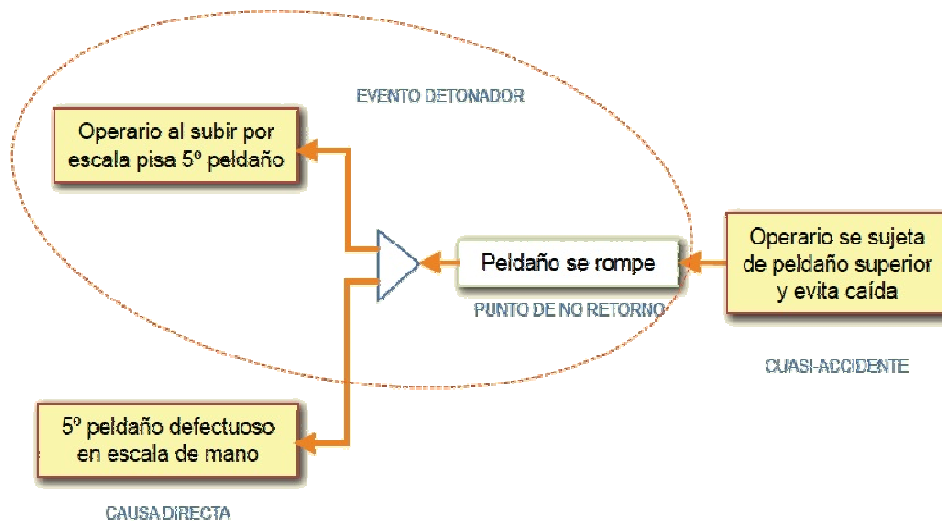 EVENTO DETONADOR
Operario al subir por
escala pisa 5º peldaño
Peldaño se rompe
PUNTO DE NO RETORNO
Operario se sujeta
de peldaño superior
y evita caída
CUASI-ACCIDENTE
5º peldaño defectuoso
en escala de mano
CAUSA DIRECTA